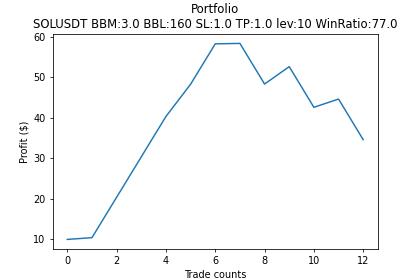 Portfolio
SOLUSDT BBM:3.0 BBL:160 SL:1.0 TP:1.0 lev:10 WinRatio:77.0
60
50
40
30
20
10
Profit ($)
0 2 4 6 8 10 12
Trade counts